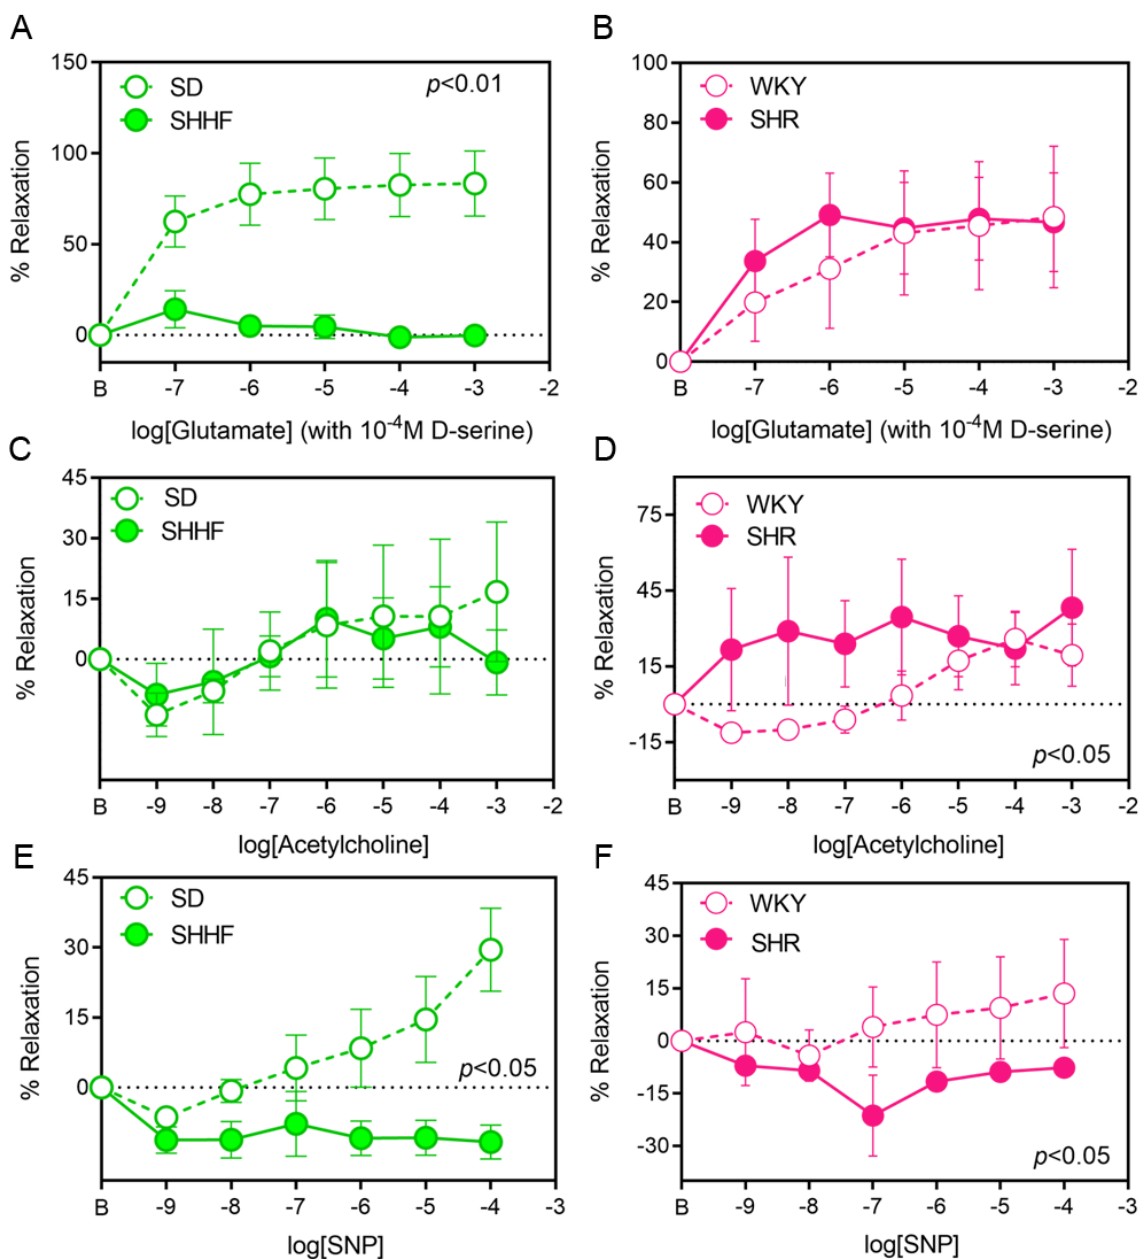 A
150
100
50
0
% Relaxation
SD
SHHF
p<0.01
B -7 -6 -5 -4 -3 -2
log[Glutamate] (with 10⁻⁴M D-serine)
B
100
80
60
40
20
0
% Relaxation
WKY
SHR
B -7 -6 -5 -4 -3 -2
log[Glutamate] (with 10⁻⁴M D-serine)
C
45
30
15
0
% Relaxation
SD
SHHF
B -9 -8 -7 -6 -5 -4 -3 -2
log[Acetylcholine]
D
75
45
15
-15
% Relaxation
WKY
SHR
p<0.05
B -9 -8 -7 -6 -5 -4 -3 -2
log[Acetylcholine]
E
45
30
15
0
% Relaxation
SD
SHHF
p<0.05
B -9 -8 -7 -6 -5 -4 -3
log[SNP]
F
45
30
15
0
-15
-30
% Relaxation
WKY
SHR
p<0.05
B -9 -8 -7 -6 -5 -4 -3
log[SNP]